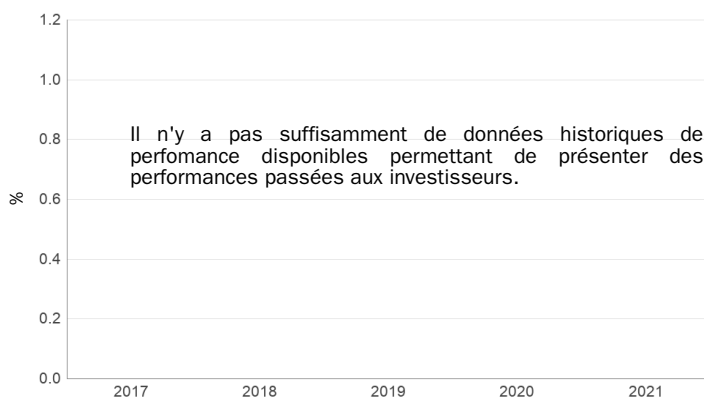 1.2
1.0
Il n'y a pas suffisamment de données historiques de
0.8
perfomance disponibles permettant de présenter des
performances passées aux investisseurs.
%
0.6
0.4
0.2
0.0
2017 2018 2019 2020 2021